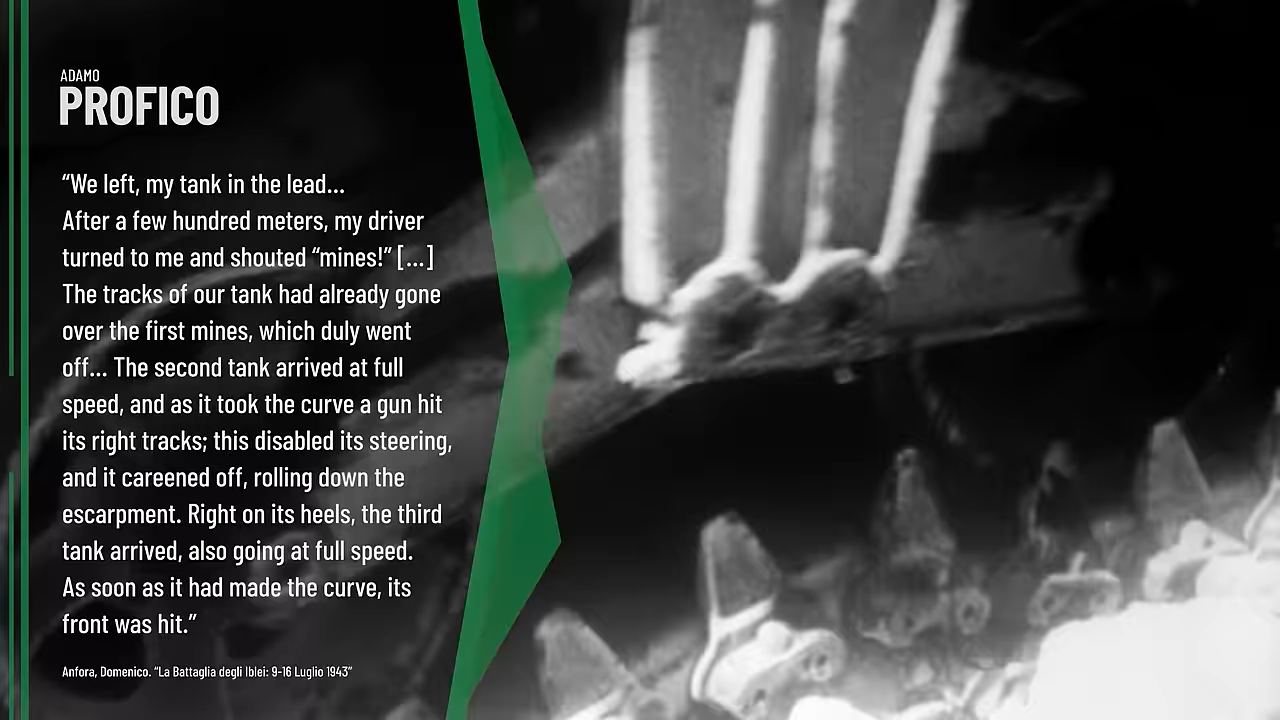 ADAMO
PROFICO
“We left, my tank in the lead...
After a few hundred meters, my driver
turned to me and shouted “mines!” [...]
The tracks of our tank had already gone
over the first mines, which duly went
off... The second tank arrived at full
speed, and as it took the curve a gun hit
its right tracks; this disabled its steering,
and it careened off, rolling down the
escarpment. Right on its heels, the third
tank arrived, also going at full speed.
As soon as it had made the curve, its
front was hit.”
Anfora, Domenico. “La Battaglia degli Iblei: 9-16 Luglio 1943”